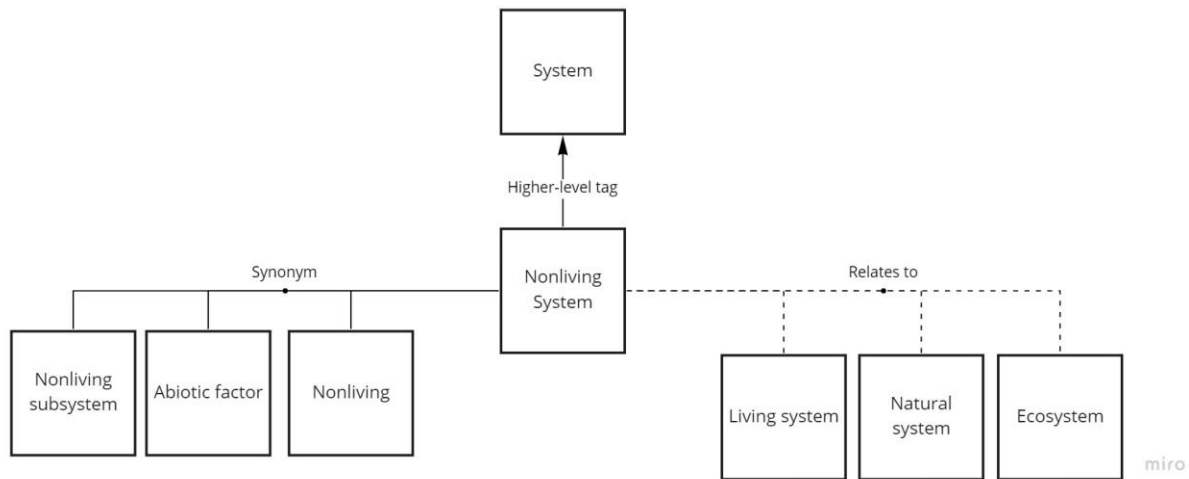 System
Higher-level tag
Synonym
Nonliving
System
Relates to
Nonliving
subsystem
Abiotic factor
Nonliving
Living system
Natural
system
Ecosystem
miro